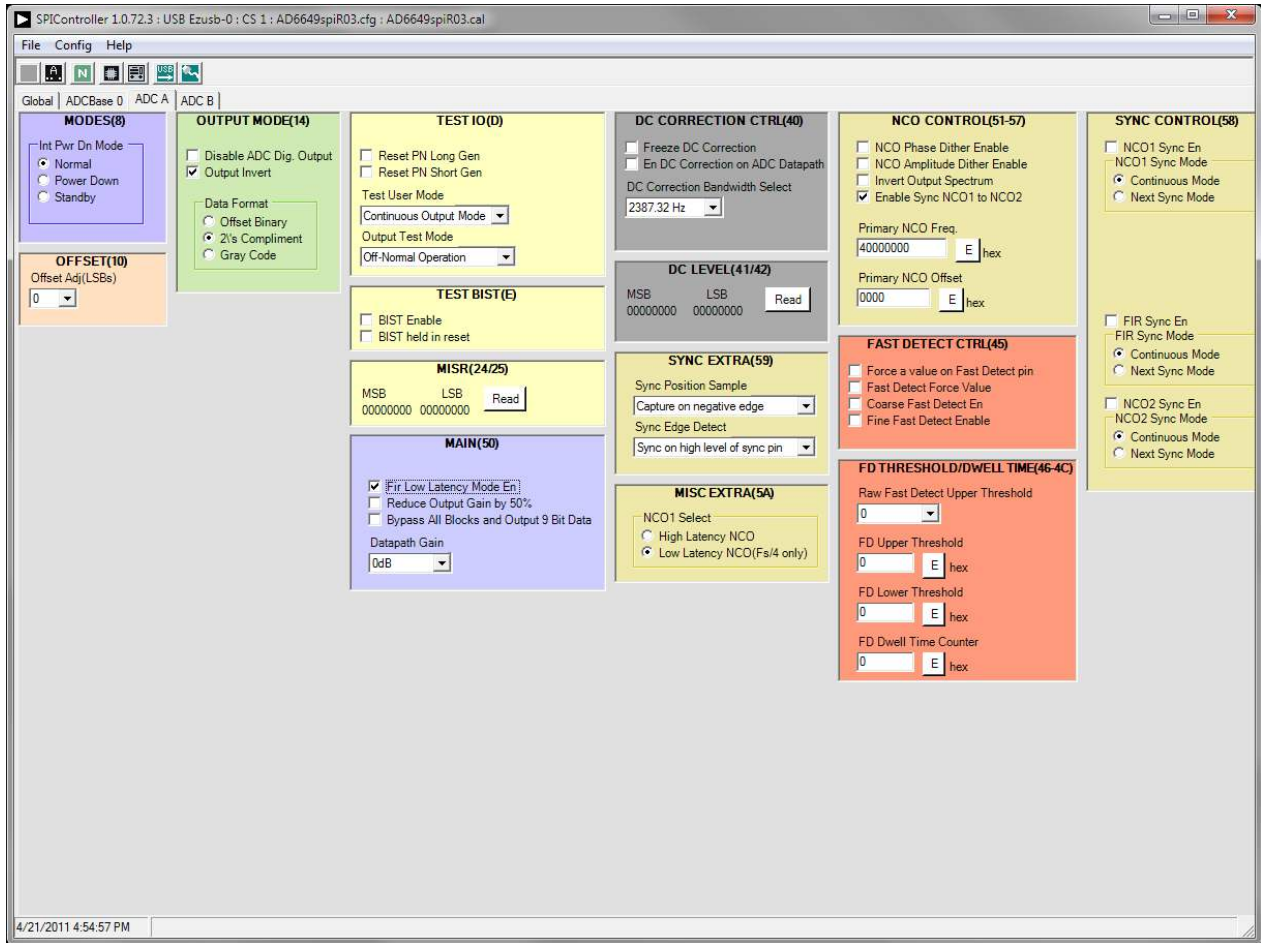 SPIController 1.0.72.3 : USB Ezusb-0 : CS 1 : AD6649spiR03.cfg : AD6649spiR03.cal
File Config Help
A N USB
Global ADCBase 0 ADC A ADC B
MODES(8)
Int Pwr Dn Mode
Normal
Power Down
Standby
OFFSET(10)
Offset Adj(LSBs)
0
OUTPUT MODE(14)
Disable ADC Dig. Output
Output Invert
Data Format
Offset Binary
2\'s Compliment
Gray Code
TEST IO(D)
Reset PN Long Gen
Reset PN Short Gen
Test User Mode
Continuous Output Mode
Output Test Mode
Off-Normal Operation
TEST BIST(E)
BIST Enable
BIST held in reset
MISR(24/25)
MSB LSB
00000000 00000000
Read
MAIN(50)
Fir Low Latency Mode En
Reduce Output Gain by 50%
Bypass All Blocks and Output 9 Bit Data
Datapath Gain
0dB
DC CORRECTION CTRL(40)
Freeze DC Correction
En DC Correction on ADC Datapath
DC Correction Bandwidth Select
2387.32 Hz
DC LEVEL(41/42)
MSB LSB
00000000 00000000
Read
SYNC EXTRA(59)
Sync Position Sample
Capture on negative edge
Sync Edge Detect
Sync on high level of sync pin
MISC EXTRA(5A)
NCO1 Select
High Latency NCO
Low Latency NCO(Fs/4 only)
NCO CONTROL(51-57)
NCO Phase Dither Enable
NCO Amplitude Dither Enable
Invert Output Spectrum
Enable Sync NCO1 to NCO2
Primary NCO Freq.
40000000 E hex
Primary NCO Offset
0000 E hex
FAST DETECT CTRL(45)
Force a value on Fast Detect pin
Fast Detect Force Value
Coarse Fast Detect En
Fine Fast Detect Enable
FD THRESHOLD/DWELL TIME(46-4C)
Raw Fast Detect Upper Threshold
0
FD Upper Threshold
0 E hex
FD Lower Threshold
0 E hex
FD Dwell Time Counter
0 E hex
SYNC CONTROL(58)
NCO1 Sync En
NCO1 Sync Mode
Continuous Mode
Next Sync Mode
FIR Sync En
FIR Sync Mode
Continuous Mode
Next Sync Mode
NCO2 Sync En
NCO2 Sync Mode
Continuous Mode
Next Sync Mode
4/21/2011 4:54:57 PM